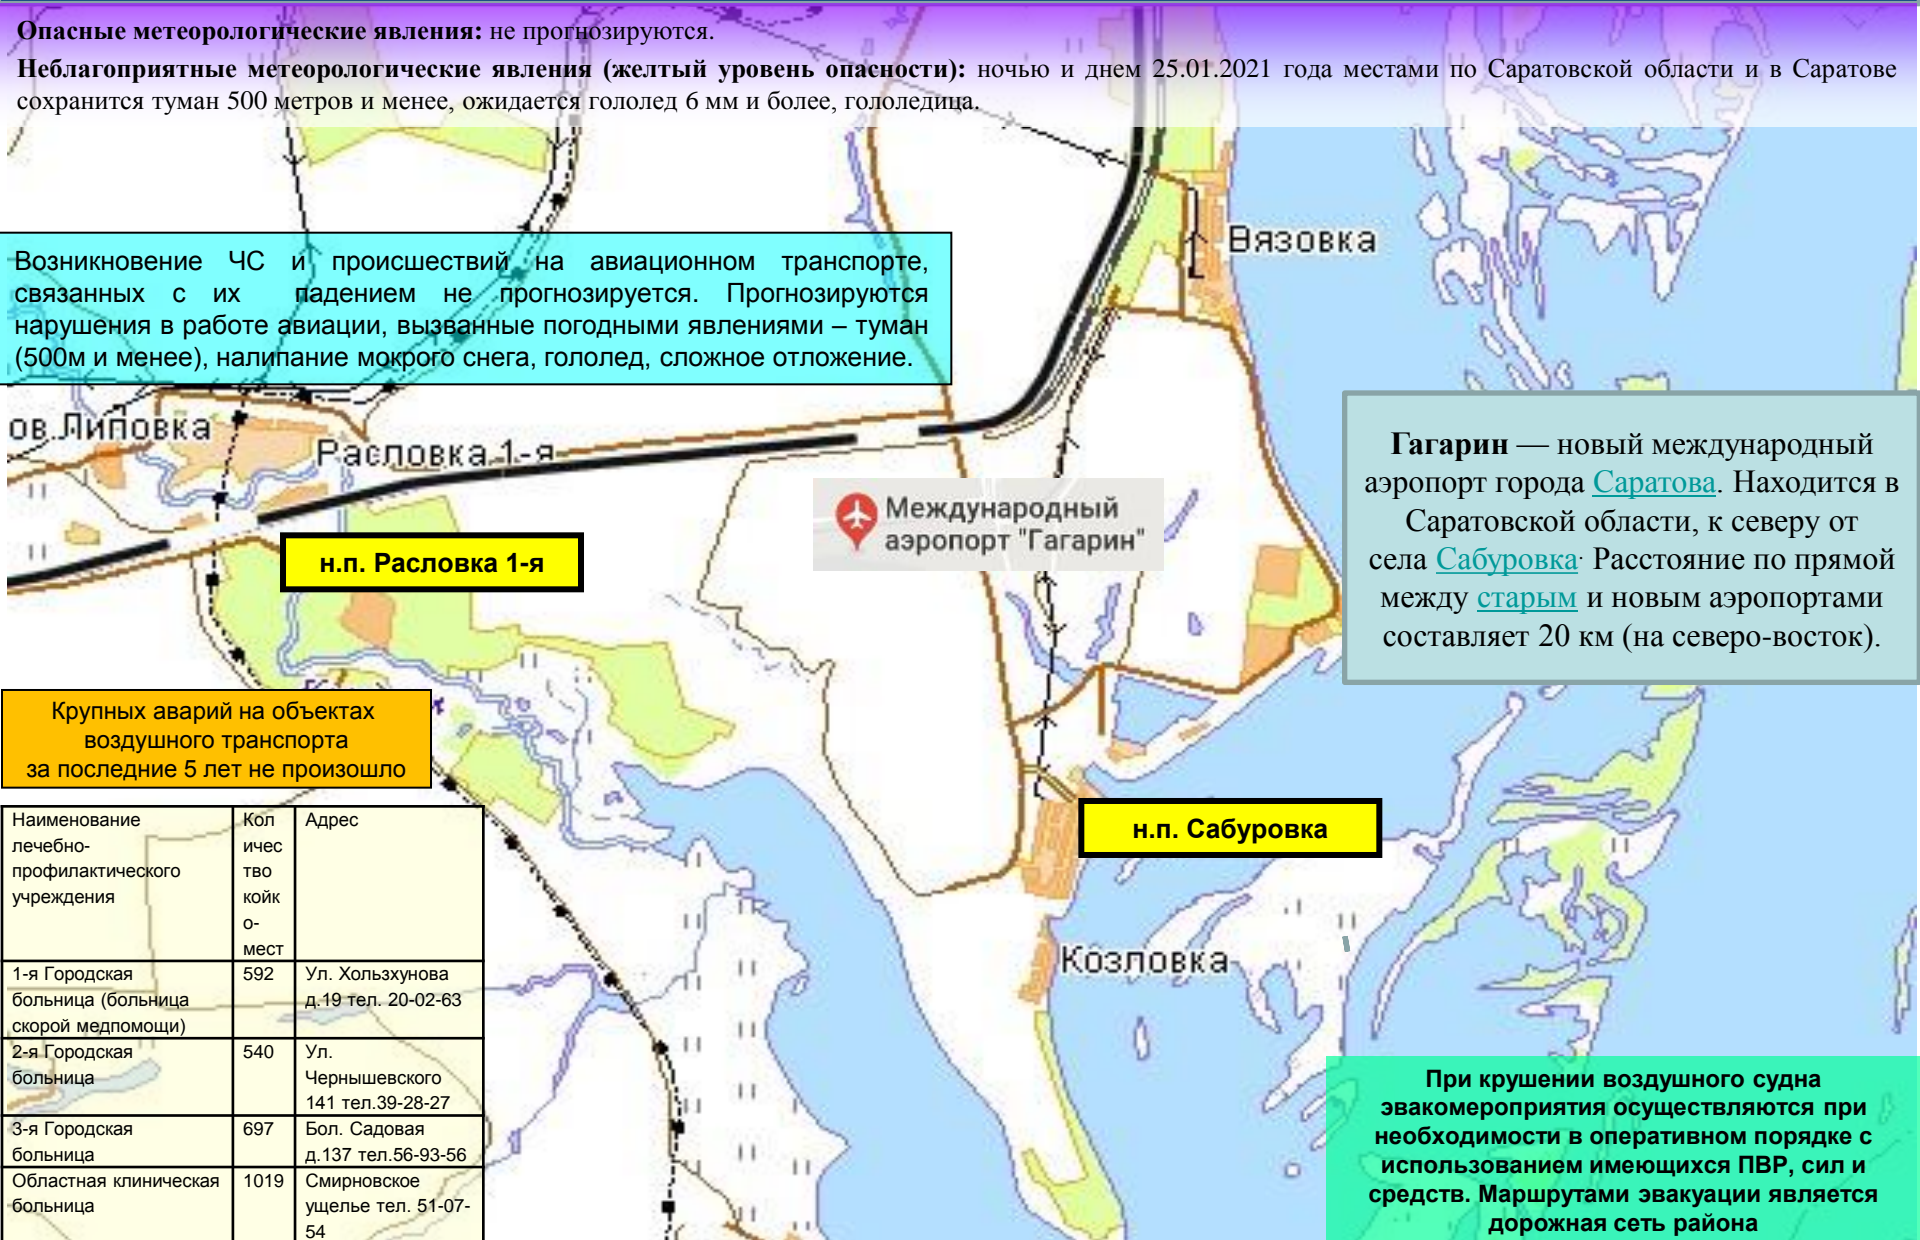 Опасные метеорологические явления: не прогнозируются.
Неблагоприятные метеорологические явления (желтый уровень опасности): ночью и днем 25.01.2021 года местами по Саратовской области и в Саратове
сохранится туман 500 метров и менее, ожидается гололед 6 мм и более, гололедица.
Вязовка
Возникновение ЧС и происшествий на авиационном транспорте,
связанных с их падением не прогнозируется. Прогнозируются
нарушения в работе авиации, вызванные погодными явлениями – туман
(500м и менее), налипание мокрого снега, гололед, сложное отложение.
ов Липовка
Расловка 1-я
Гагарин — новый международный
аэропорт города Саратова. Находится в
Саратовской области, к северу от
села Сабуровка. Расстояние по прямой
между старым и новым аэропортами
составляет 20 км (на северо-восток).
Международный
аэропорт "Гагарин"
н.п. Расловка 1-я
Крупных аварий на объектах
воздушного транспорта
за последние 5 лет не произошло
н.п. Сабуровка
Козловка
Наименование
лечебно-
профилактического
учреждения
Кол
ичес
тво
койк
о-
мест
Адрес
1-я Городская
больница (больница
скорой медпомощи)
592
Ул. Хользхунова
д.19 тел. 20-02-63
2-я Городская
больница
540
Ул.
Чернышевского
141 тел.39-28-27
3-я Городская
больница
697
Бол. Садовая
д.137 тел.56-93-56
Областная клиническая
больница
1019
Смирновское
ущелье тел. 51-07-
54
При крушении воздушного судна
эвакомероприятия осуществляются при
необходимости в оперативном порядке с
использованием имеющихся ПВР, сил и
средств. Маршрутами эвакуации является
дорожная сеть района